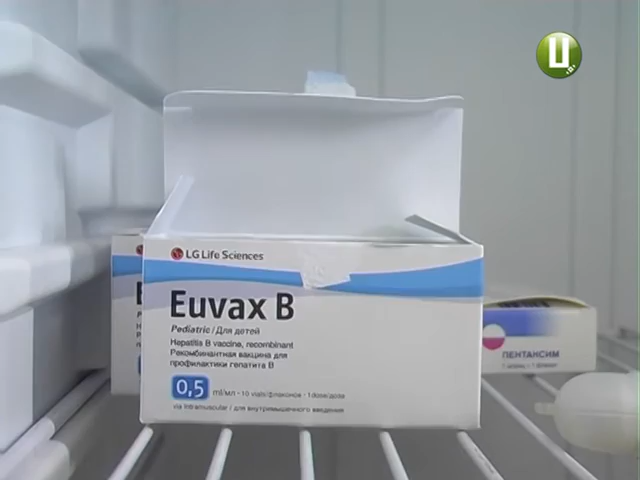 Ц
LG Life Sciences
Euvax B
Pediatric / Для детей
Hepatitis B vaccine, recombinant
Рекомбинантная вакцина для
профилактики гепатита В
0,5 ml/мл · 10 vials/флаконов · 1 dose/доза
via intramuscular / для внутримышечного введения
ПЕНТАКСИМ